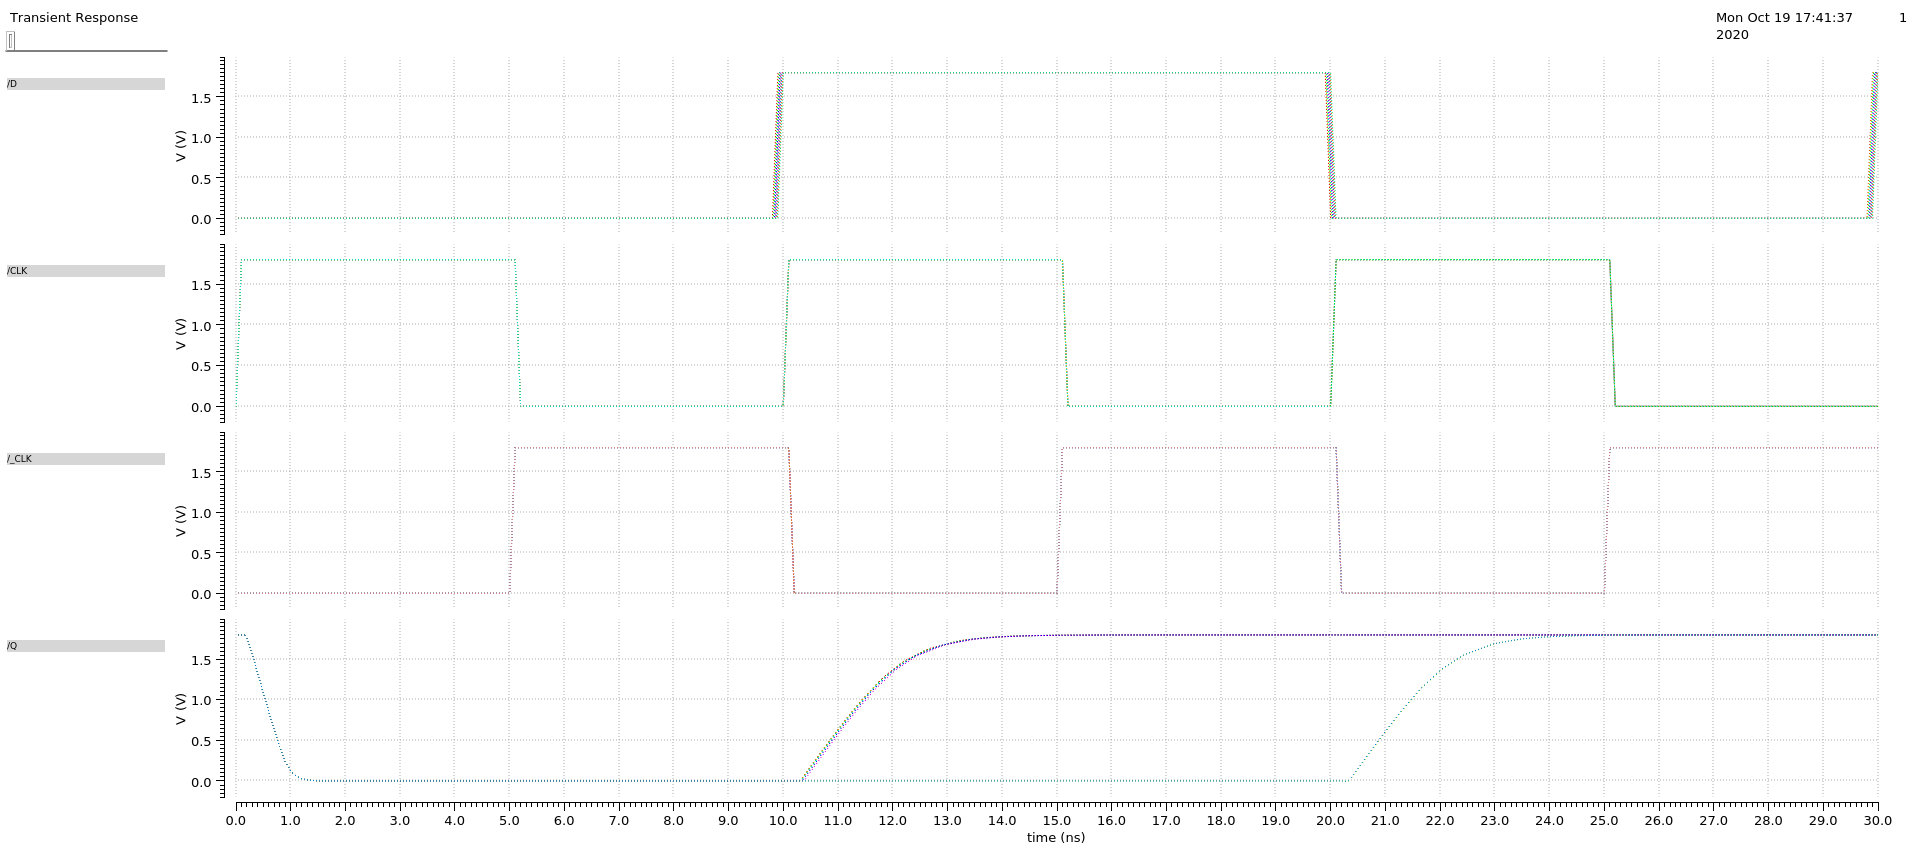 Transient Response
Mon Oct 19 17:41:37 1
2020
/D
1.5
1.0
0.5
0.0
V (V)
/CLK
1.5
1.0
0.5
0.0
V (V)
/_CLK
1.5
1.0
0.5
0.0
V (V)
/Q
1.5
1.0
0.5
0.0
V (V)
0.0 1.0 2.0 3.0 4.0 5.0 6.0 7.0 8.0 9.0 10.0 11.0 12.0 13.0 14.0 15.0 16.0 17.0 18.0 19.0 20.0 21.0 22.0 23.0 24.0 25.0 26.0 27.0 28.0 29.0 30.0
time (ns)